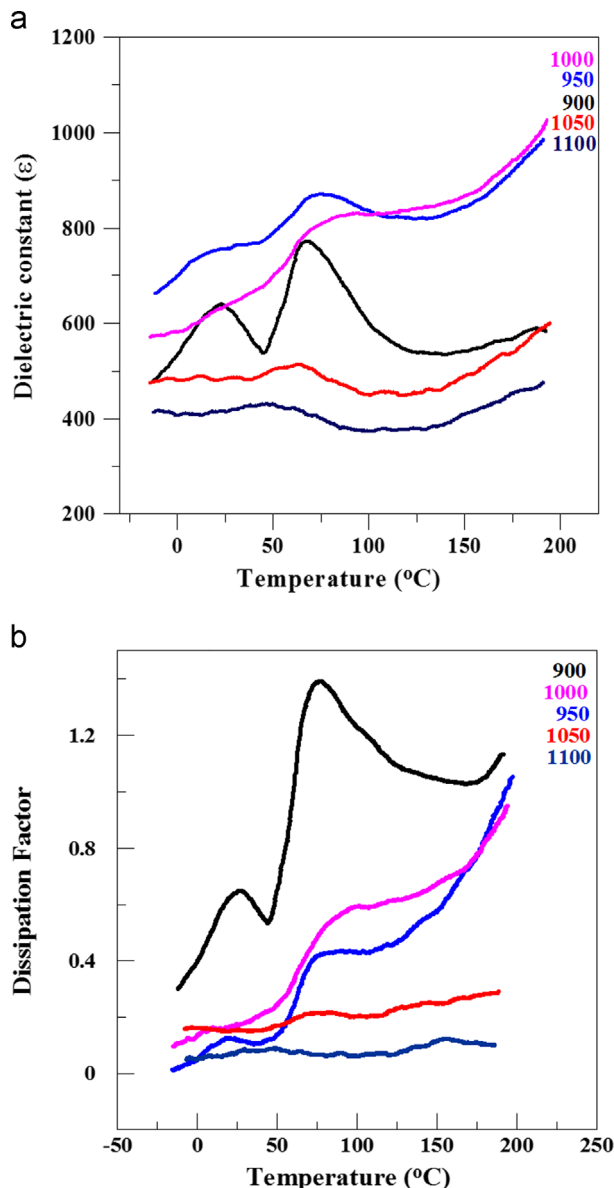 a
1200
1000
800
600
400
200
Dielectric constant (ε)
1000
950
900
1050
1100
0 50 100 150 200
Temperature (ºC)
b
1.2
0.8
0.4
0
Dissipation Factor
900
1000
950
1050
1100
-50 0 50 100 150 200 250
Temperature (ºC)